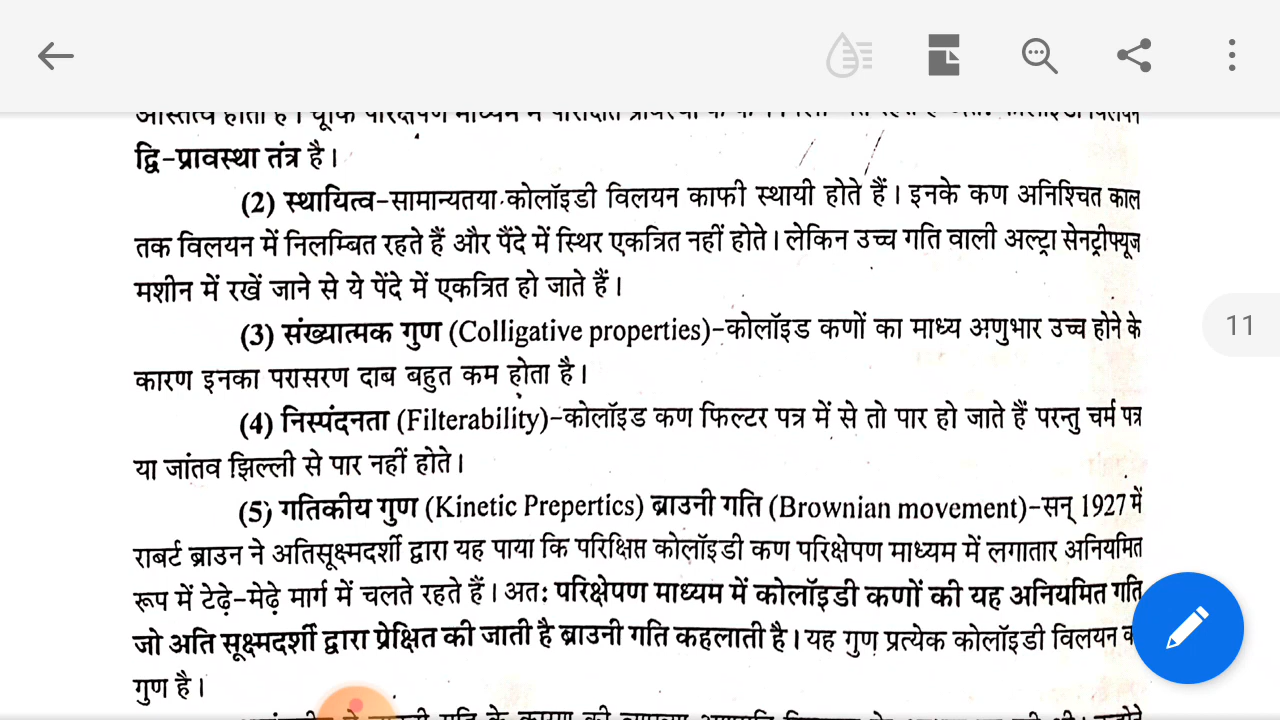 द्वि-प्रावस्था तंत्र है।
(2) स्थायित्व-सामान्यतया कोलॉइडी विलयन काफी स्थायी होते हैं। इनके कण अनिश्चित काल
तक विलयन में निलम्बित रहते हैं और पैंदे में स्थिर एकत्रित नहीं होते। लेकिन उच्च गति वाली अल्ट्रा सेनट्रीफ्यूज
मशीन में रखें जाने से ये पेंदे में एकत्रित हो जाते हैं।
11
(3) संख्यात्मक गुण (Colligative properties)-कोलॉइड कणों का माध्य अणुभार उच्च होने के
कारण इनका परासरण दाब बहुत कम होता है।
(4) निस्पंदनता (Filterability)-कोलॉइड कण फिल्टर पत्र में से तो पार हो जाते हैं परन्तु चर्म पत्र
या जांतव झिल्ली से पार नहीं होते।
(5) गतिकीय गुण (Kinetic Prepertics) ब्राउनी गति (Brownian movement)-सन् 1927 में
राबर्ट ब्राउन ने अतिसूक्ष्मदर्शी द्वारा यह पाया कि परिक्षिप्त कोलॉइडी कण परिक्षेपण माध्यम में लगातार अनियमित
रूप में टेढ़े-मेढ़े मार्ग में चलते रहते हैं। अत: परिक्षेपण माध्यम में कोलॉइडी कणों की यह अनियमित गति
जो अति सूक्ष्मदर्शी द्वारा प्रेक्षित की जाती है ब्राउनी गति कहलाती है। यह गुण प्रत्येक कोलॉइडी विलयन
गुण है।